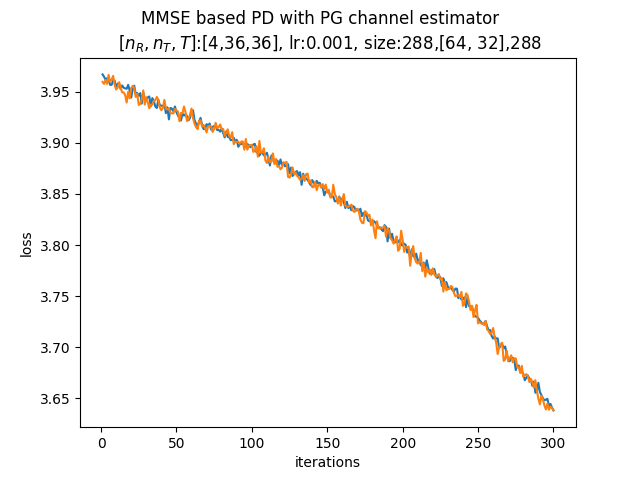 MMSE based PD with PG channel estimator
[n_R, n_T, T]:[4,36,36], lr:0.001, size:288,[64, 32],288
3.95
3.90
3.85
3.80
3.75
3.70
3.65
loss
0 50 100 150 200 250 300
iterations